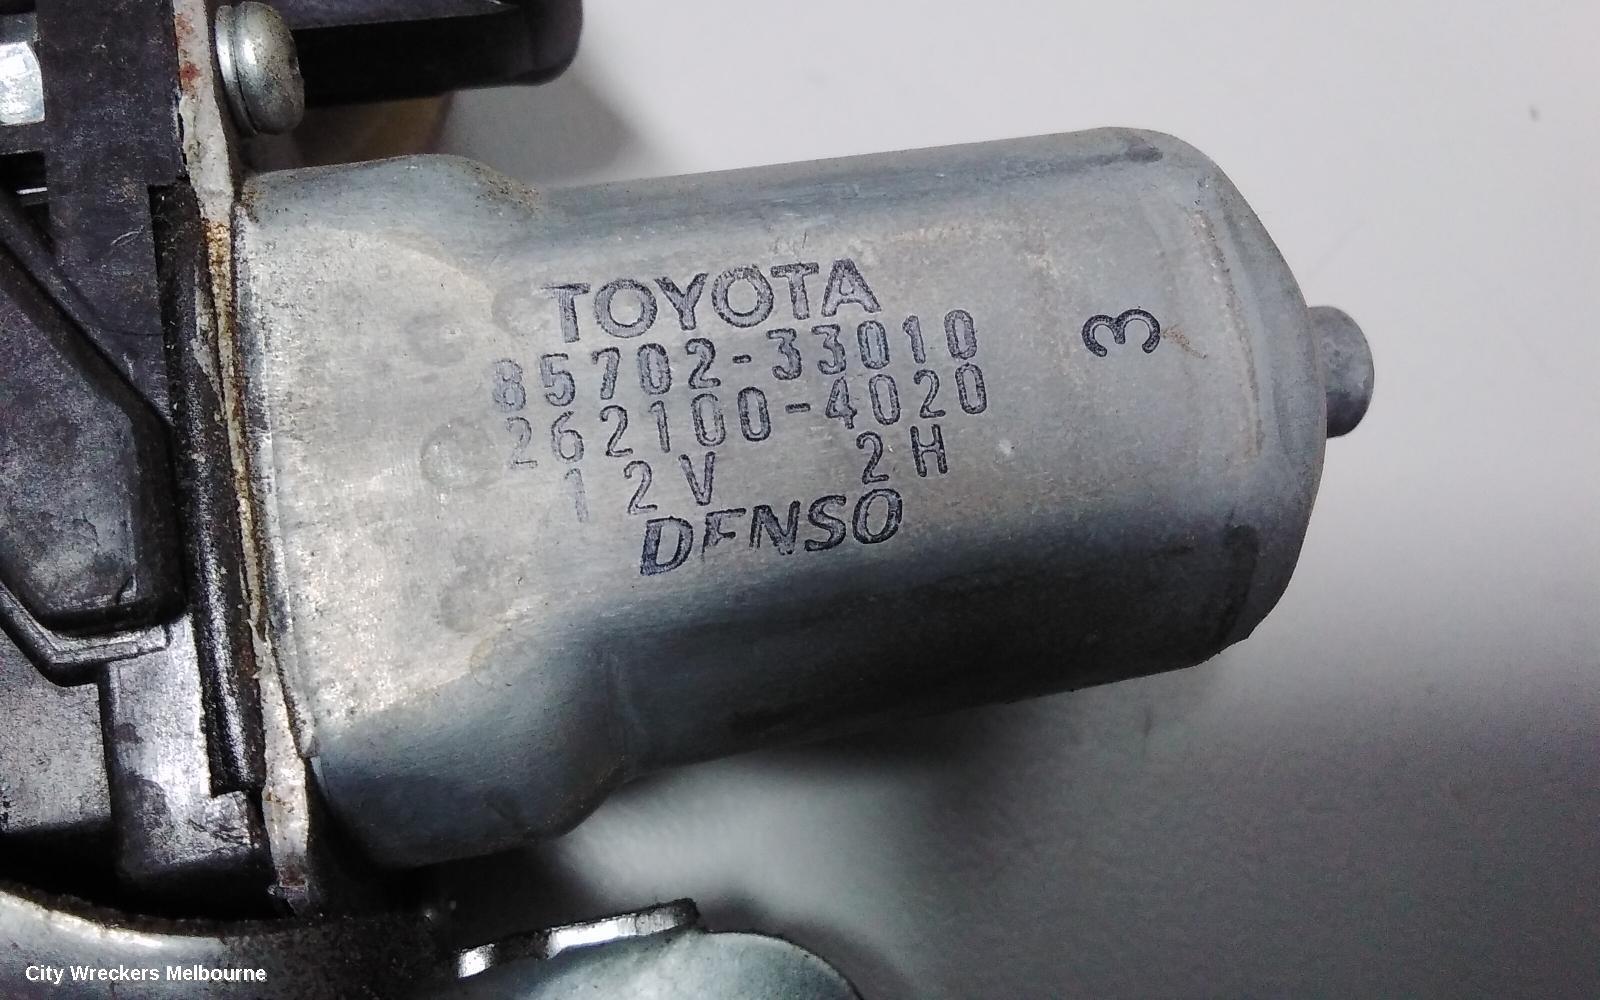 TOYOTA
85702-33010
262100-4020
12V 2H
DENSO
3
City Wreckers Melbourne